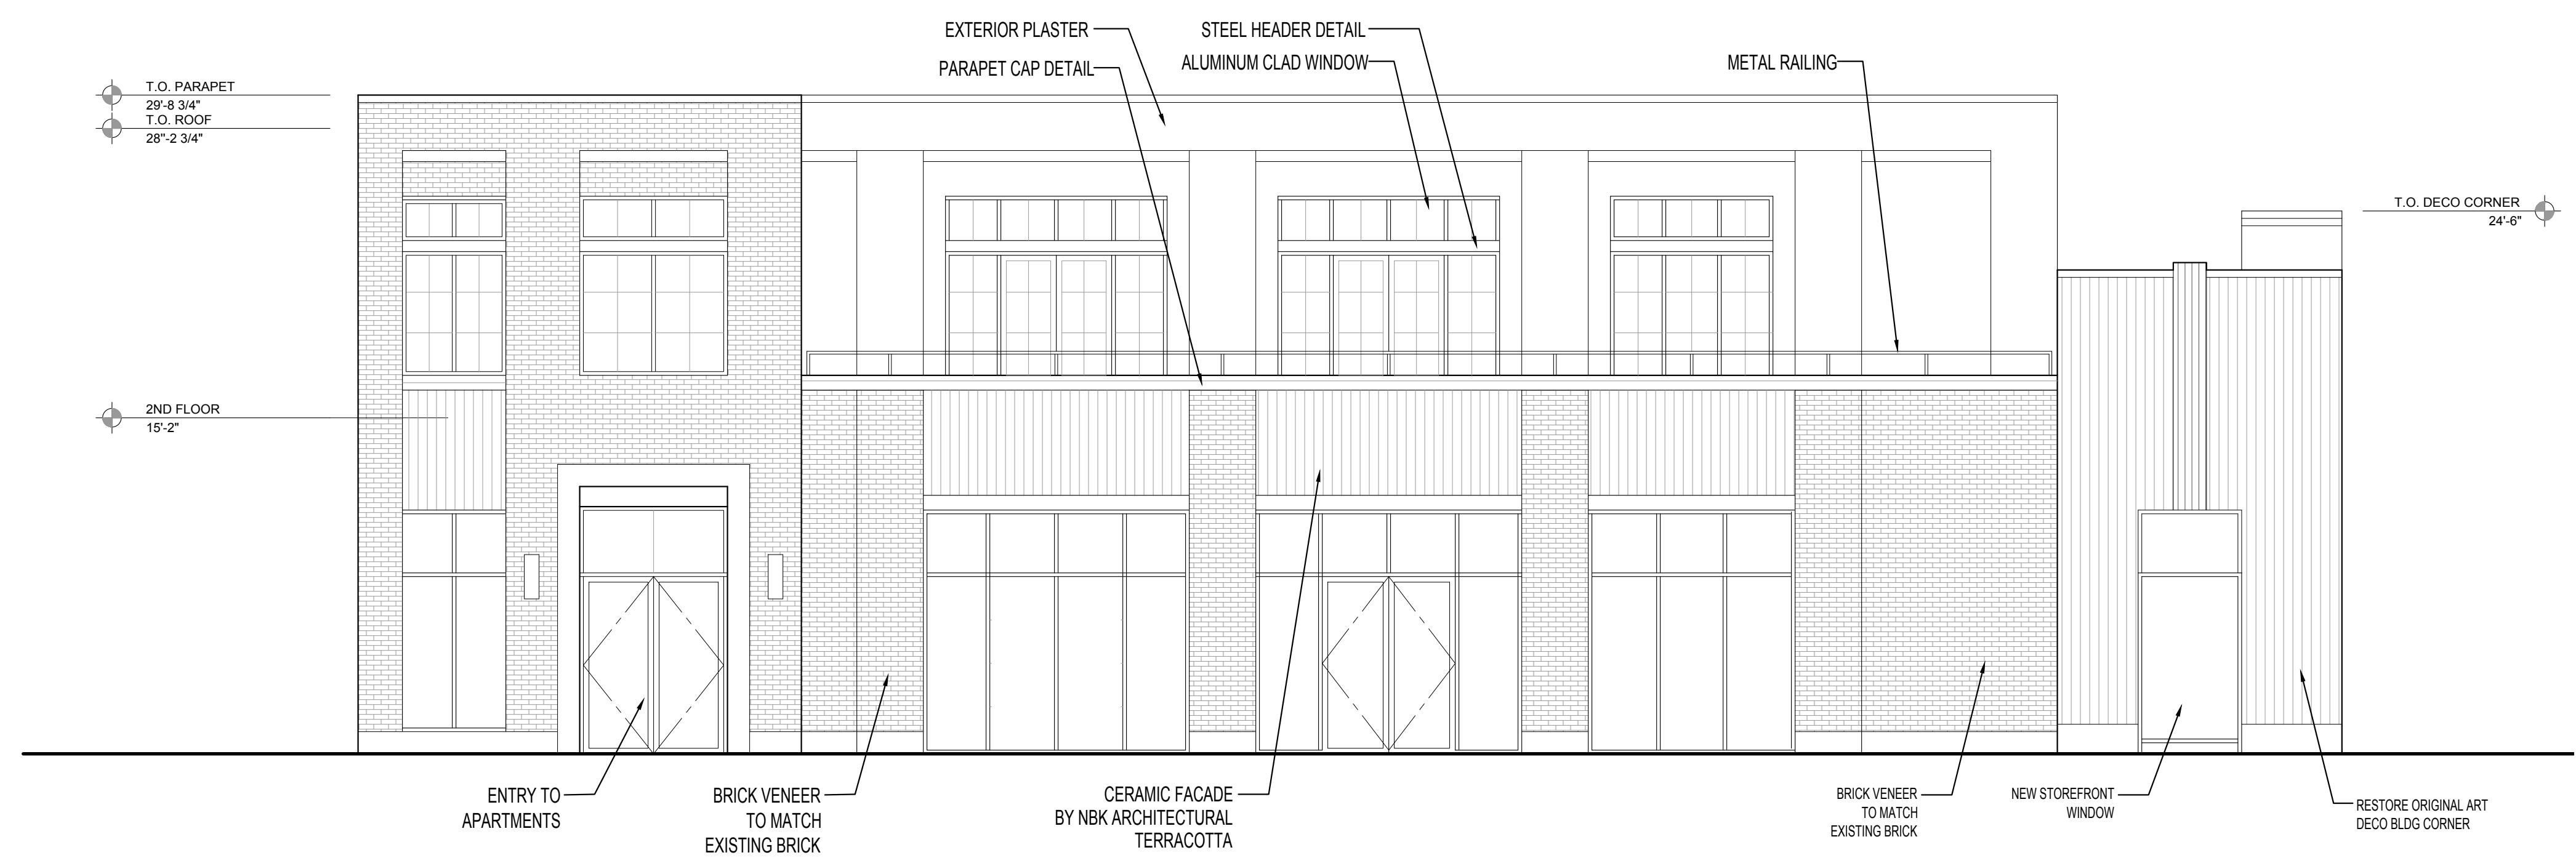 EXTERIOR PLASTER
PARAPET CAP DETAIL
STEEL HEADER DETAIL
ALUMINUM CLAD WINDOW
METAL RAILING
T.O. PARAPET
29'-8 3/4"
T.O. ROOF
28"-2 3/4"
T.O. DECO CORNER
24'-6"
2ND FLOOR
15'-2"
ENTRY TO
APARTMENTS
BRICK VENEER
TO MATCH
EXISTING BRICK
CERAMIC FACADE
BY NBK ARCHITECTURAL
TERRACOTTA
BRICK VENEER
TO MATCH
EXISTING BRICK
NEW STOREFRONT
WINDOW
RESTORE ORIGINAL ART
DECO BLDG CORNER